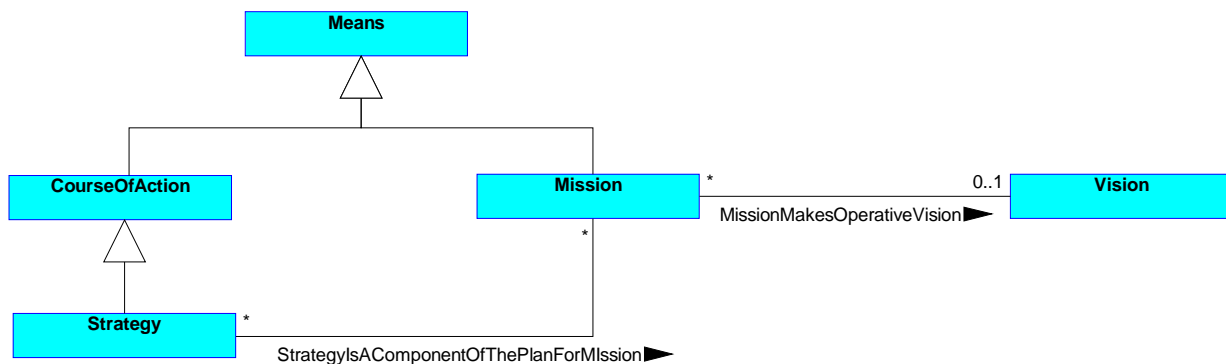 Means
CourseOfAction
Mission
*
0..1
Vision
MissionMakesOperativeVision
*
Strategy
*
StrategyIsAComponentOfThePlanForMIssion